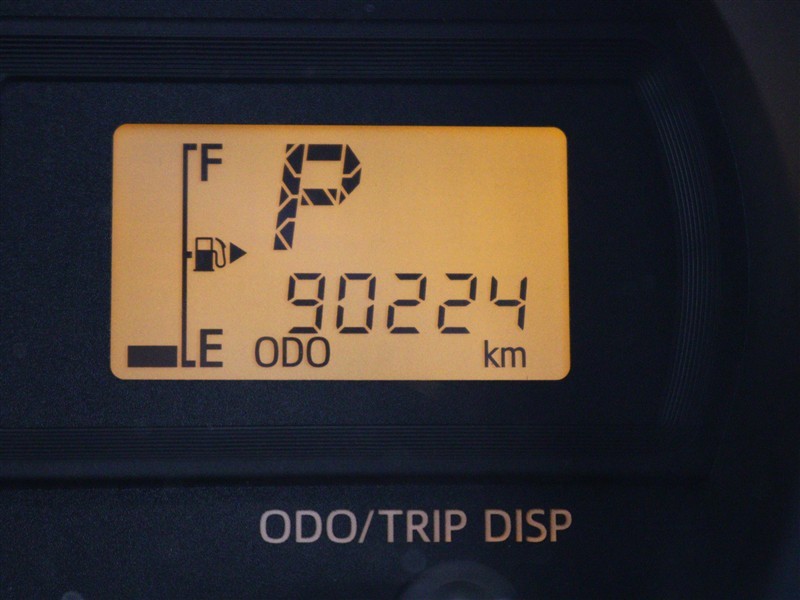 F
P
90224
E ODO km
ODO/TRIP DISP